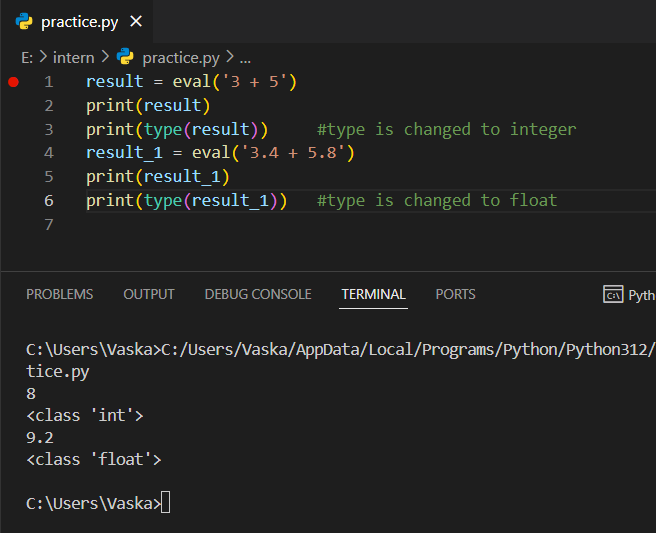 practice.py
E: > intern > practice.py > ...
1 result = eval('3 + 5')
2 print(result)
3 print(type(result))     #type is changed to integer
4 result_1 = eval('3.4 + 5.8')
5 print(result_1)
6 print(type(result_1))   #type is changed to float
7
PROBLEMS OUTPUT DEBUG CONSOLE TERMINAL PORTS Pyth
C:\Users\Vaska>C:/Users/Vaska/AppData/Local/Programs/Python/Python312/
tice.py
8
<class 'int'>
9.2
<class 'float'>
C:\Users\Vaska>